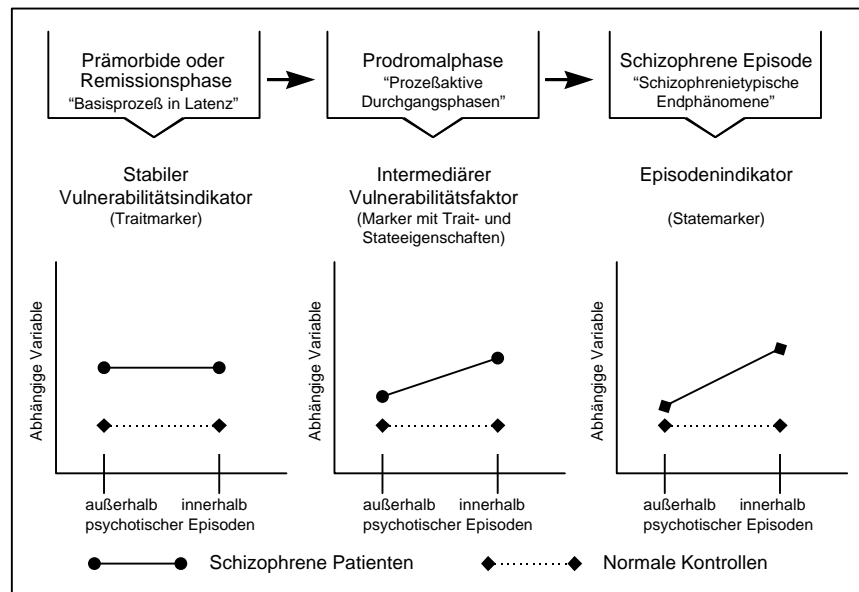 Prämorbide oder
Remissionsphase
“Basisprozeß in Latenz”
Prodromalphase
“Prozeßaktive
Durchgangsphasen”
Schizophrene Episode
“Schizophrenietypische
Endphänomene”
Stabiler
Vulnerabilitätsindikator
(Traitmarker)
Intermediärer
Vulnerabilitätsfaktor
(Marker mit Trait- und
Stateeigenschaften)
Episodenindikator
(Statemarker)
Abhängige Variable
außerhalb innerhalb
psychotischer Episoden
Abhängige Variable
außerhalb innerhalb
psychotischer Episoden
Abhängige Variable
außerhalb innerhalb
psychotischer Episoden
Schizophrene Patienten
Normale Kontrollen